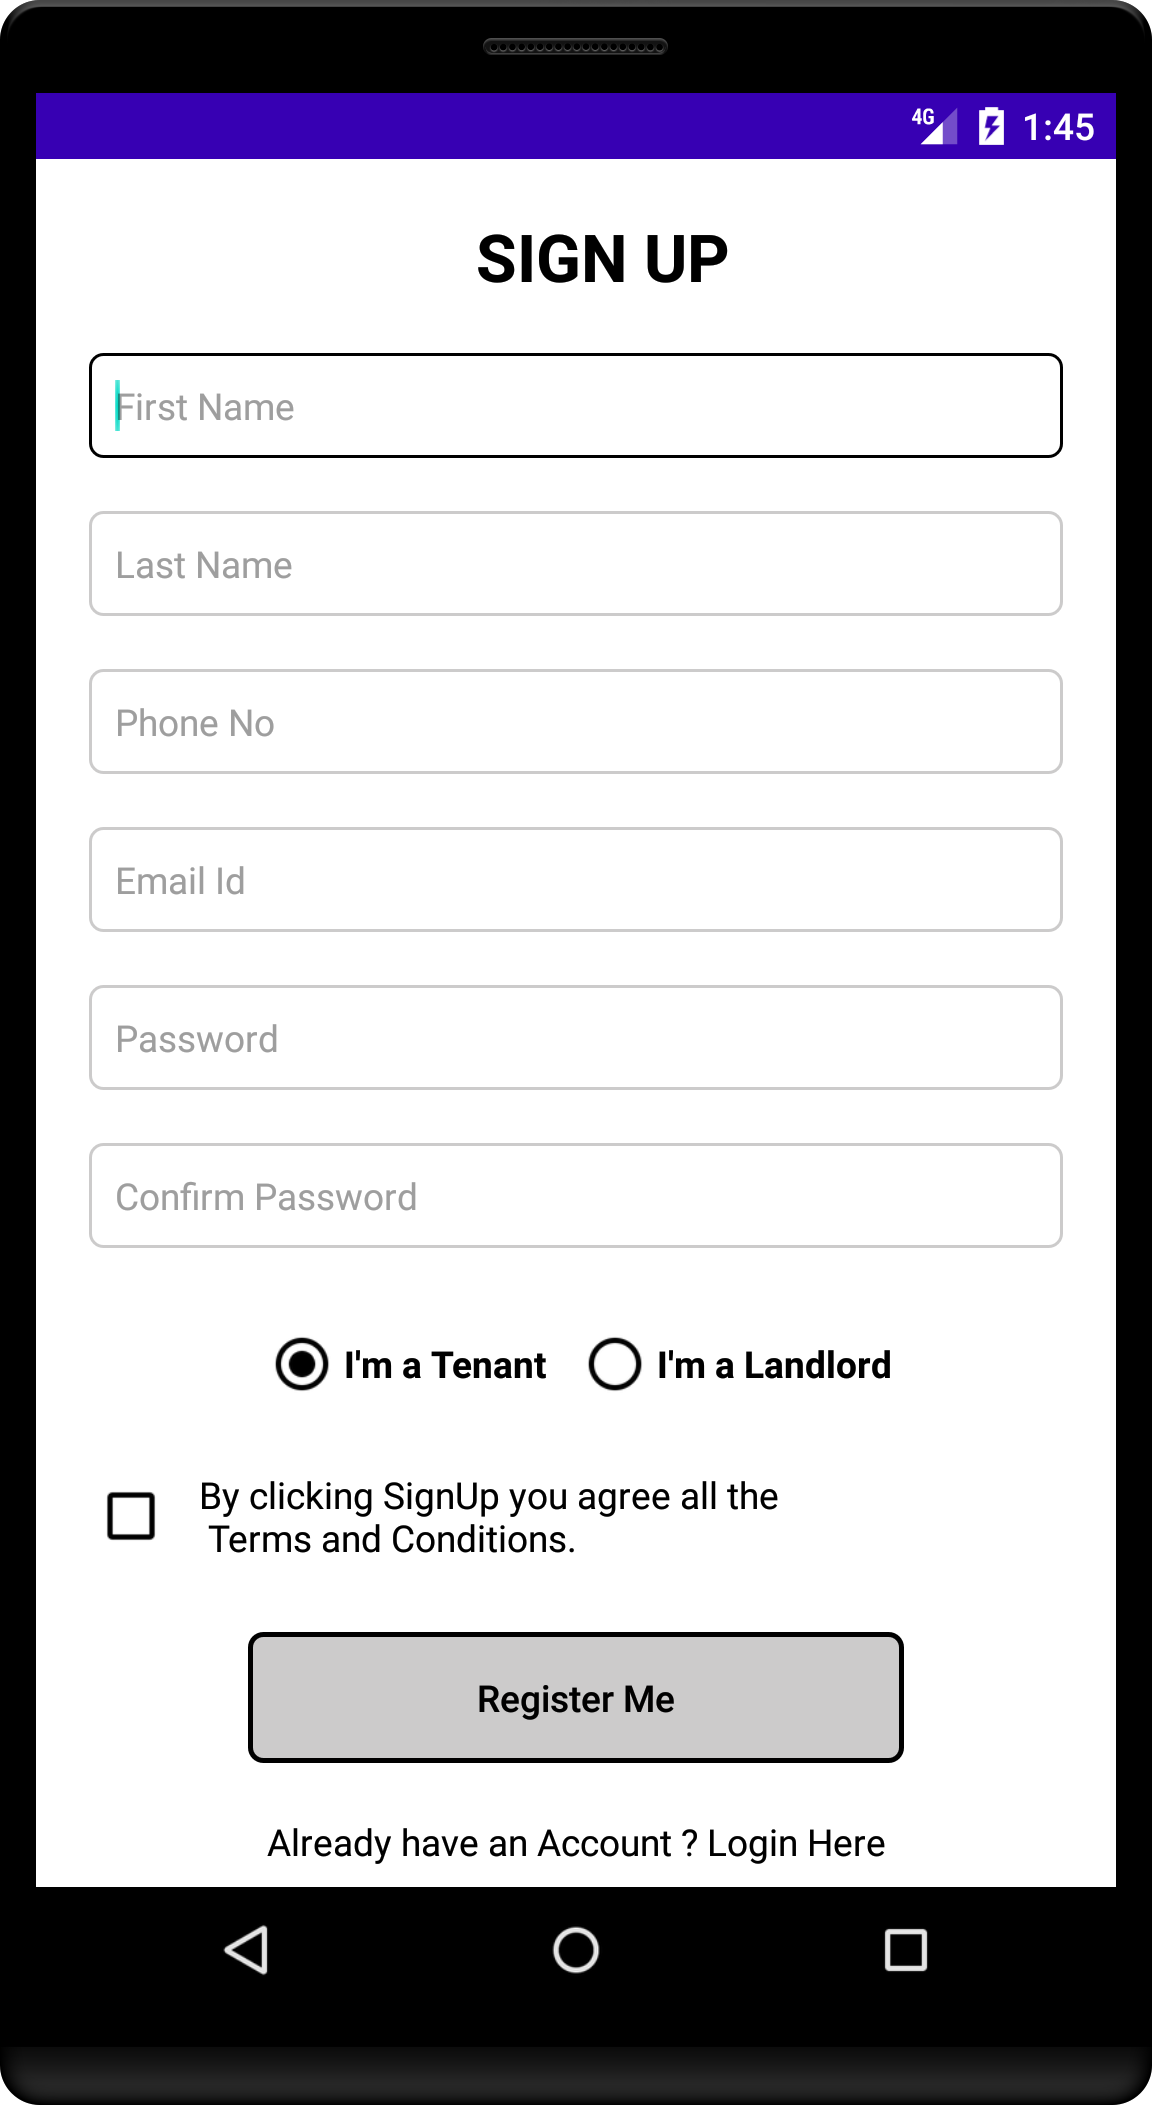 4G 1:45
SIGN UP
First Name
Last Name
Phone No
Email Id
Password
Confirm Password
I'm a Tenant I'm a Landlord
By clicking SignUp you agree all the
Terms and Conditions.
Register Me
Already have an Account ? Login Here